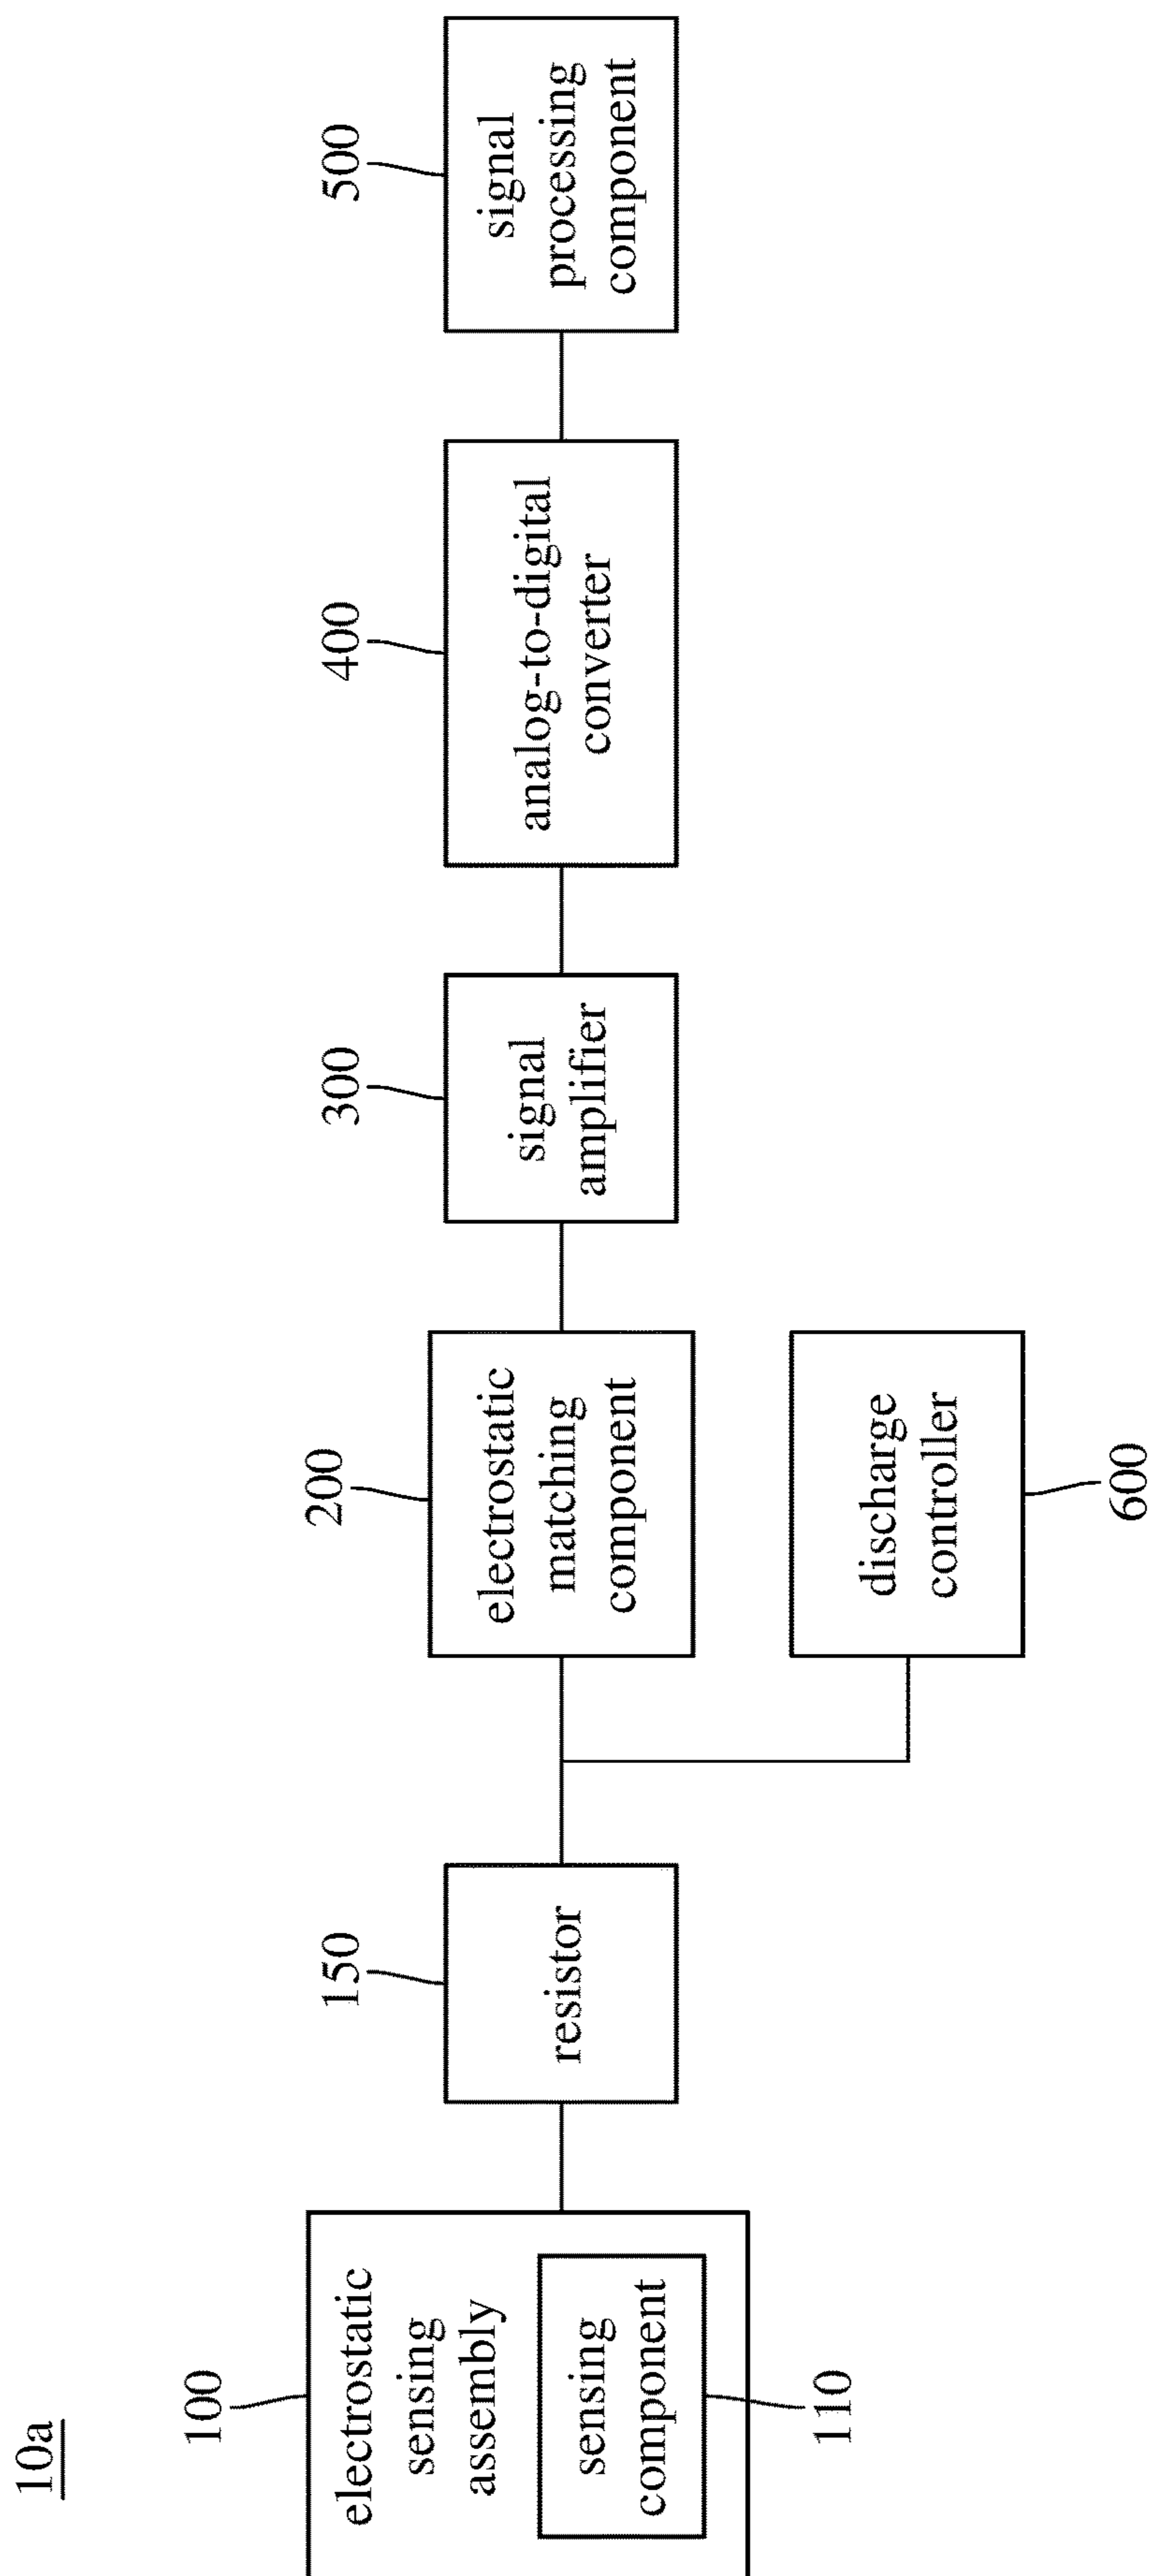 10a
100
electrostatic
sensing
assembly
sensing
component
110
150
resistor
200
electrostatic
matching
component
discharge
controller
600
300
signal
amplifier
400
analog-to-digital
converter
500
signal
processing
component